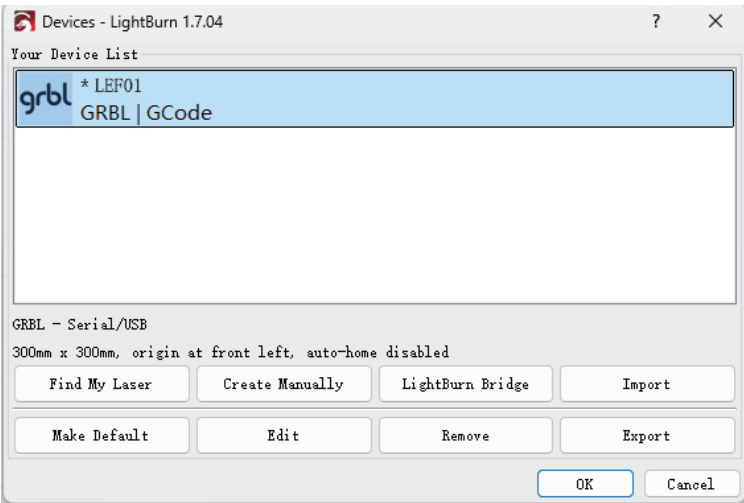 Devices - LightBurn 1.7.04 ?
Your Device List
grbl
* LEF01
GRBL | GCode
GRBL - Serial/USB
300mm x 300mm, origin at front left, auto-home disabled
Find My Laser Create Manually LightBurn Bridge Import
Make Default Edit Remove Export
OK Cancel